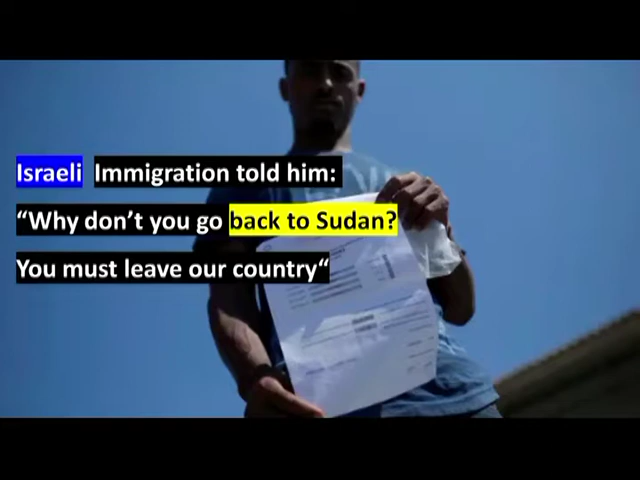 Israeli Immigration told him:
“Why don’t you go back to Sudan?
You must leave our country“